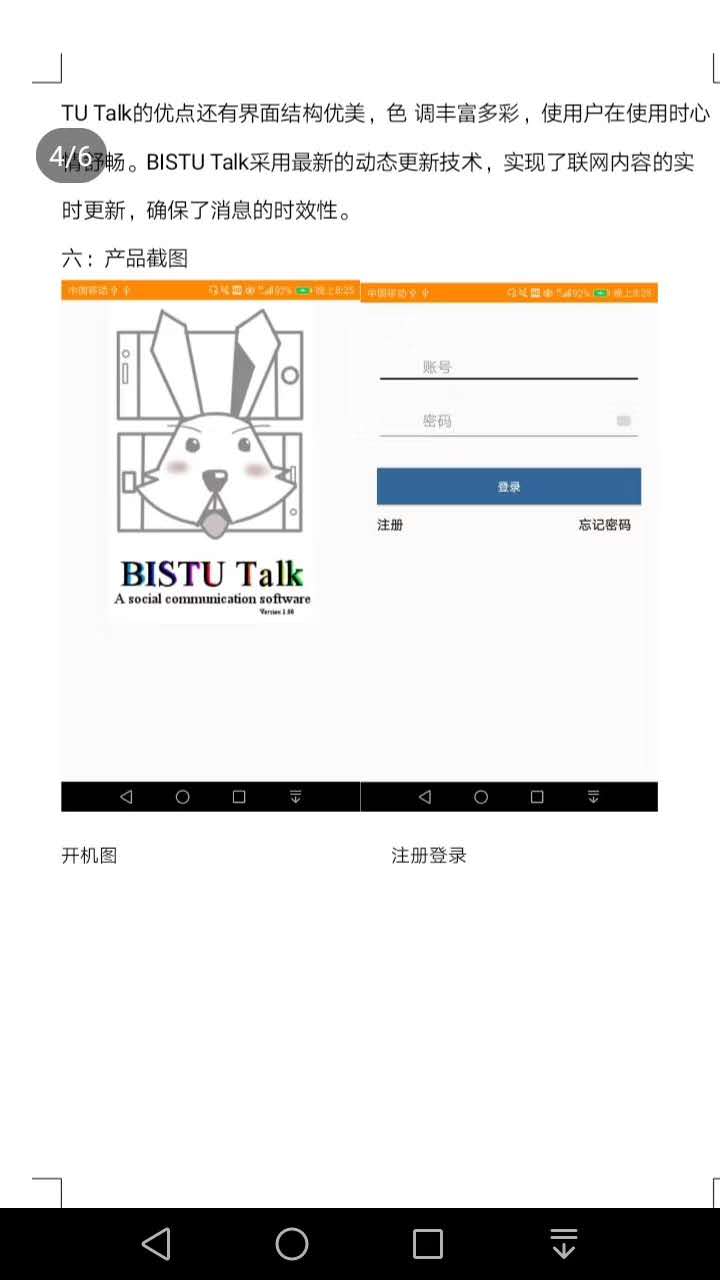 TU Talk的优点还有界面结构优美，色 调丰富多彩，使用户在使用时心
4/6
情舒畅。BISTU Talk采用最新的动态更新技术，实现了联网内容的实
时更新，确保了消息的时效性。
六：产品截图
中国移动 92% 晚上8:25
中国移动 92% 晚上8:25
BISTU Talk
A social communication software
Version 1.00
账号
密码
登录
注册 忘记密码
开机图 注册登录